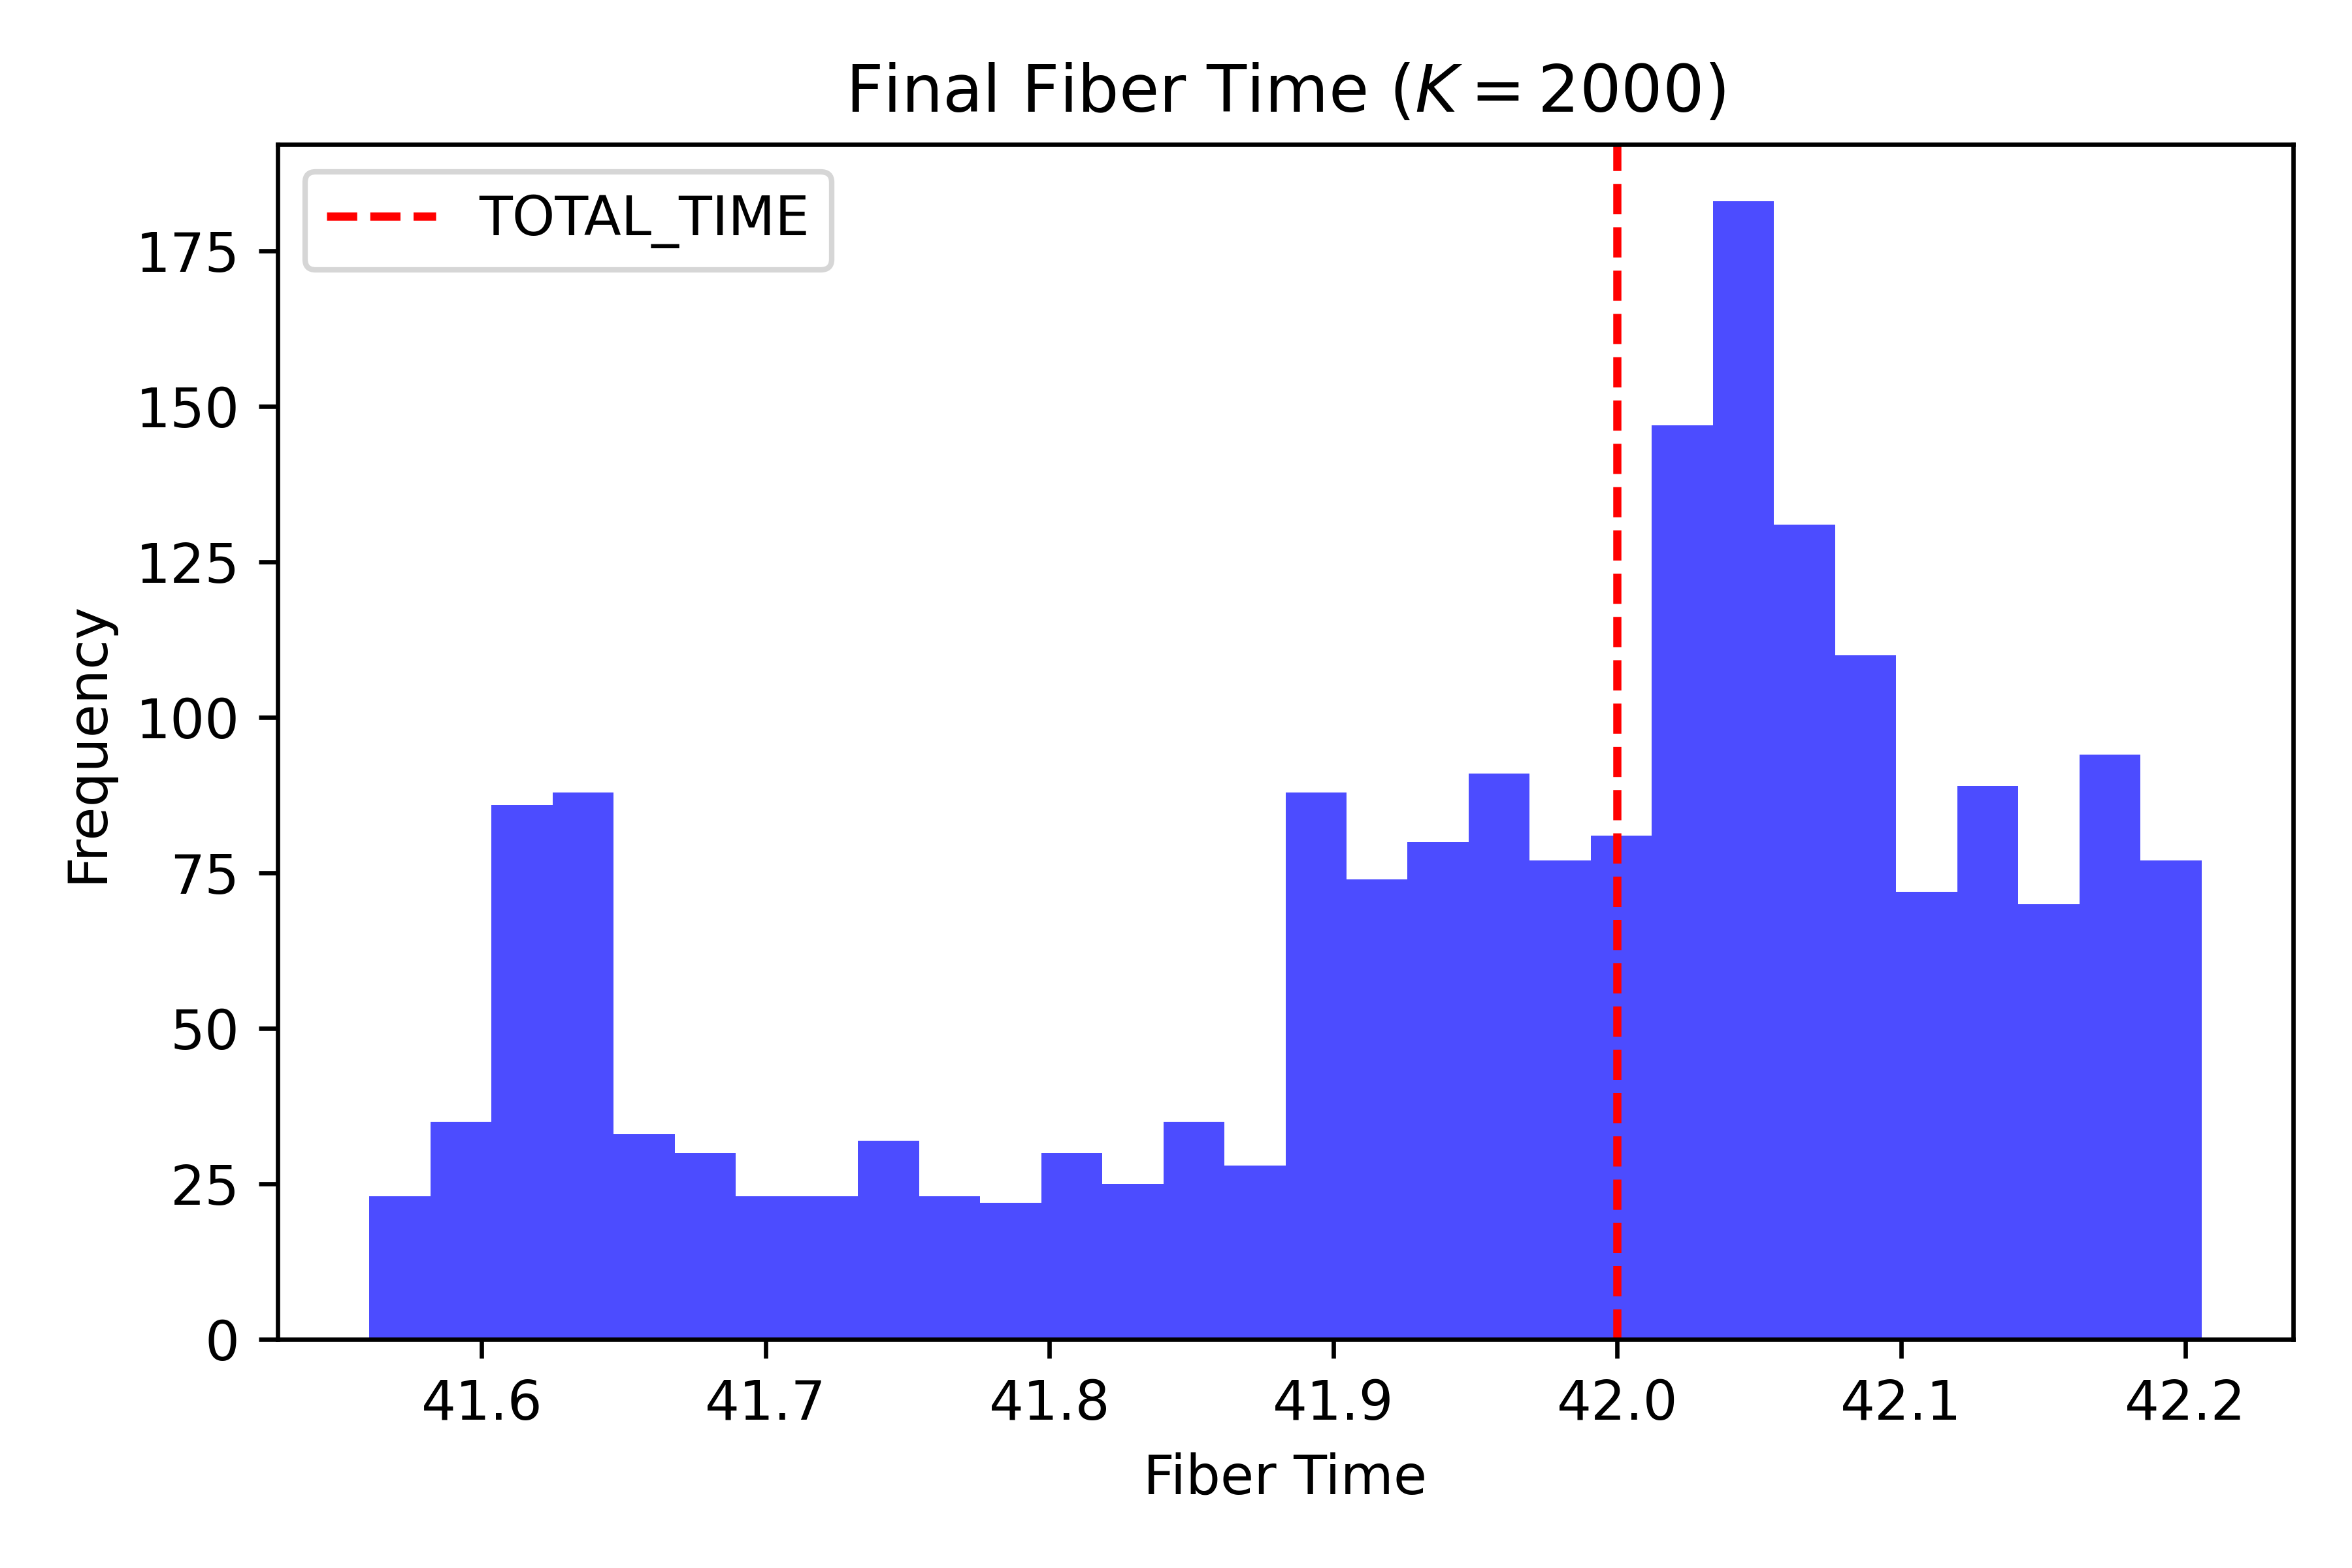 Final Fiber Time (K = 2000)
TOTAL_TIME
175
150
125
100
75
50
25
0
Frequency
41.6 41.7 41.8 41.9 42.0 42.1 42.2
Fiber Time